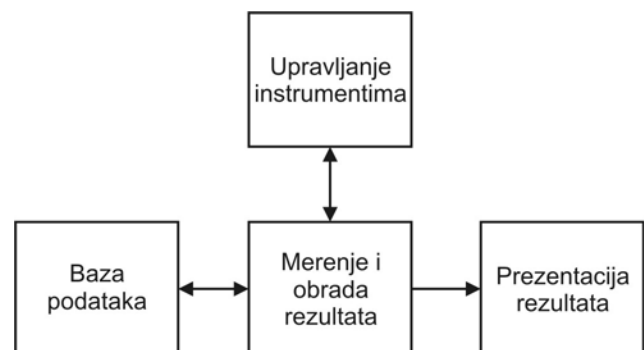 Upravljanje
instrumentima
Baza
podataka
Merenje i
obrada
rezultata
Prezentacija
rezultata